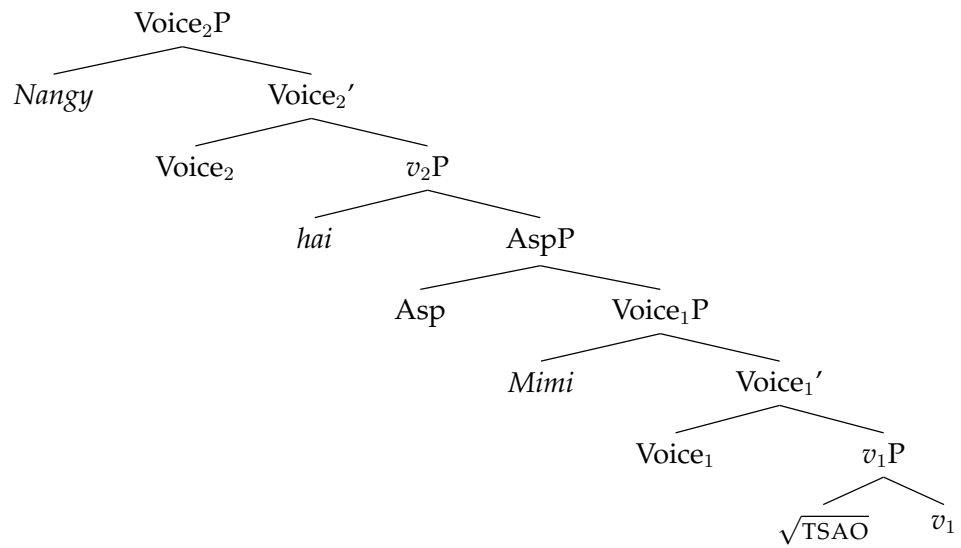 Voice₂P
Nangy Voice₂′
Voice₂ v₂P
hai AspP
Asp Voice₁P
Mimi Voice₁′
Voice₁ v₁P
√TSAO v₁